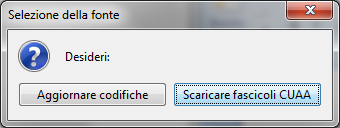 Selezione della fonte
Desideri:
Aggiornare codifiche
Scaricare fascicoli CUAA